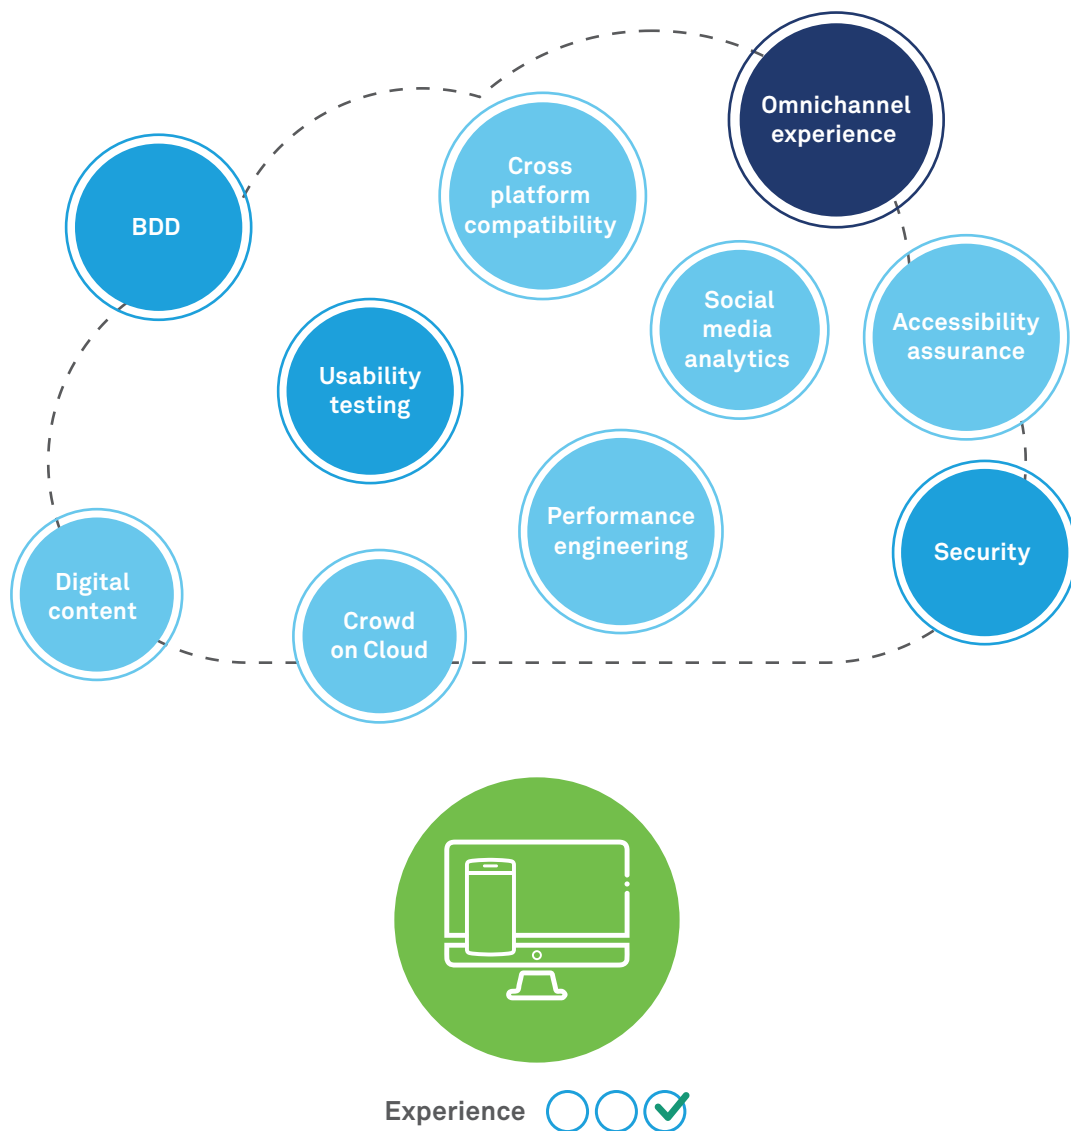 Omnichannel
experience
Cross
platform
compatibility
BDD
Social
media
analytics
Accessibility
assurance
Usability
testing
Performance
engineering
Security
Digital
content
Crowd
on Cloud
Experience